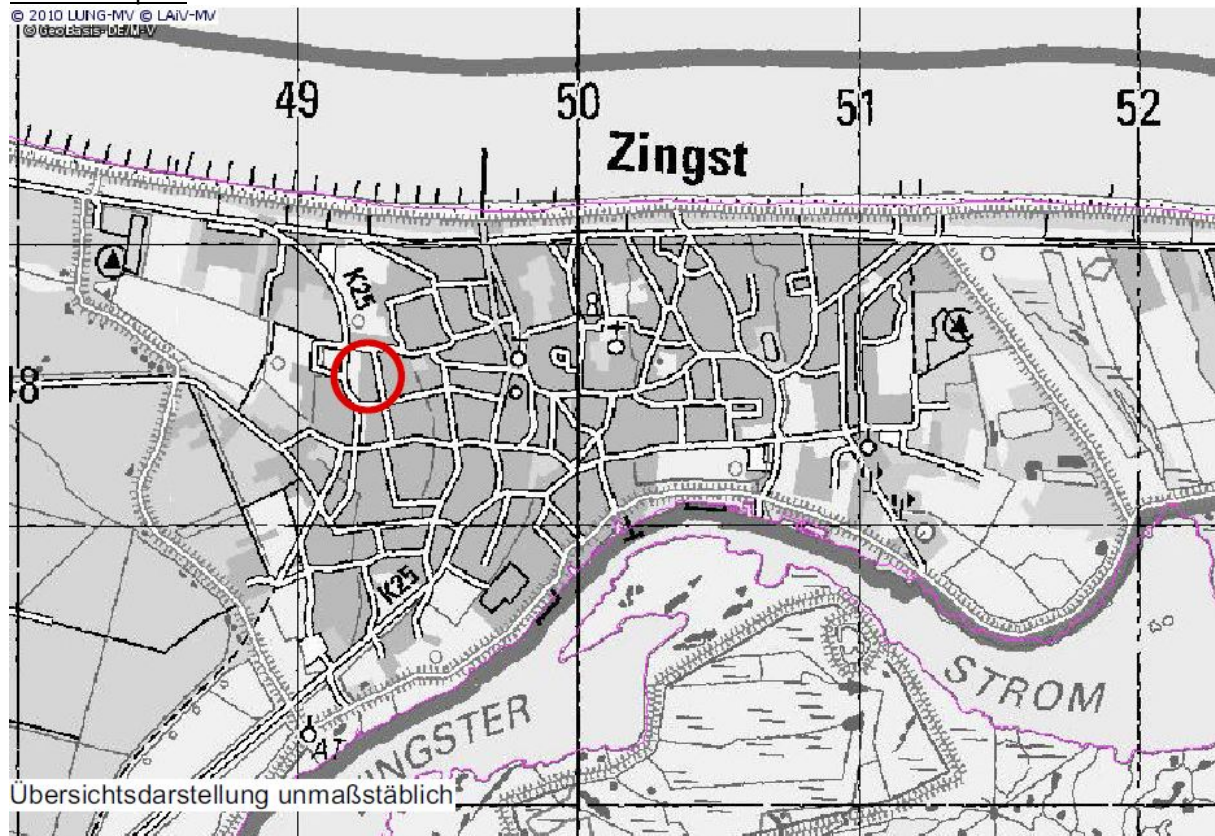 © 2010 LUNG-MV © LAiV-MV
© GeoBasis-DE/M-V
49
50
51
52
Zingst
K25
48
K25
STROM
ZINGSTER
AT
Übersichtsdarstellung unmaßstäblich